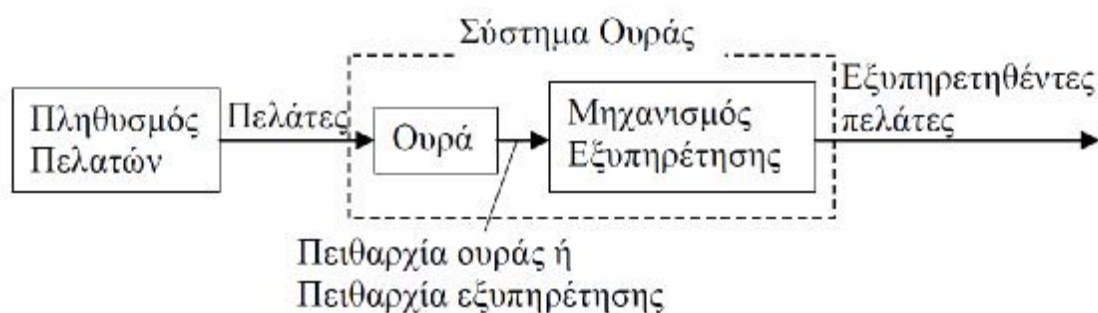 Σύστημα Ουράς
Πληθυσμός
Πελατών
Πελάτες
Ουρά
Μηχανισμός
Εξυπηρέτησης
Εξυπηρετηθέντες
πελάτες
Πειθαρχία ουράς ή
Πειθαρχία εξυπηρέτησης